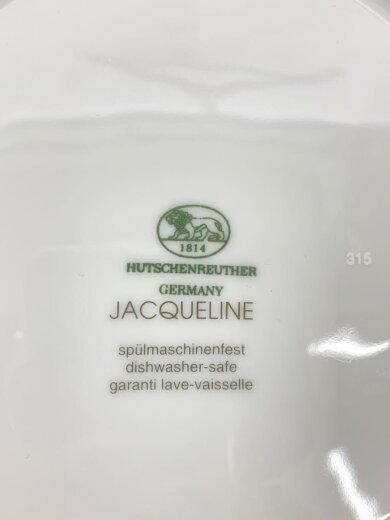 1814
HUTSCHENREUTHER
GERMANY
315
JACQUELINE
spülmaschinenfest
dishwasher-safe
garanti lave-vaisselle